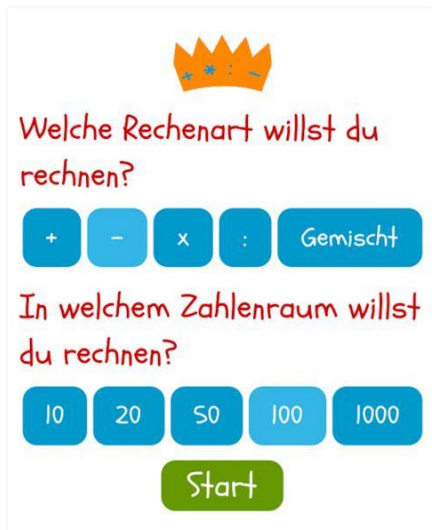 + * : -
Welche Rechenart willst du
rechnen?
+ - x : Gemischt
In welchem Zahlenraum willst
du rechnen?
10 20 50 100 1000
Start